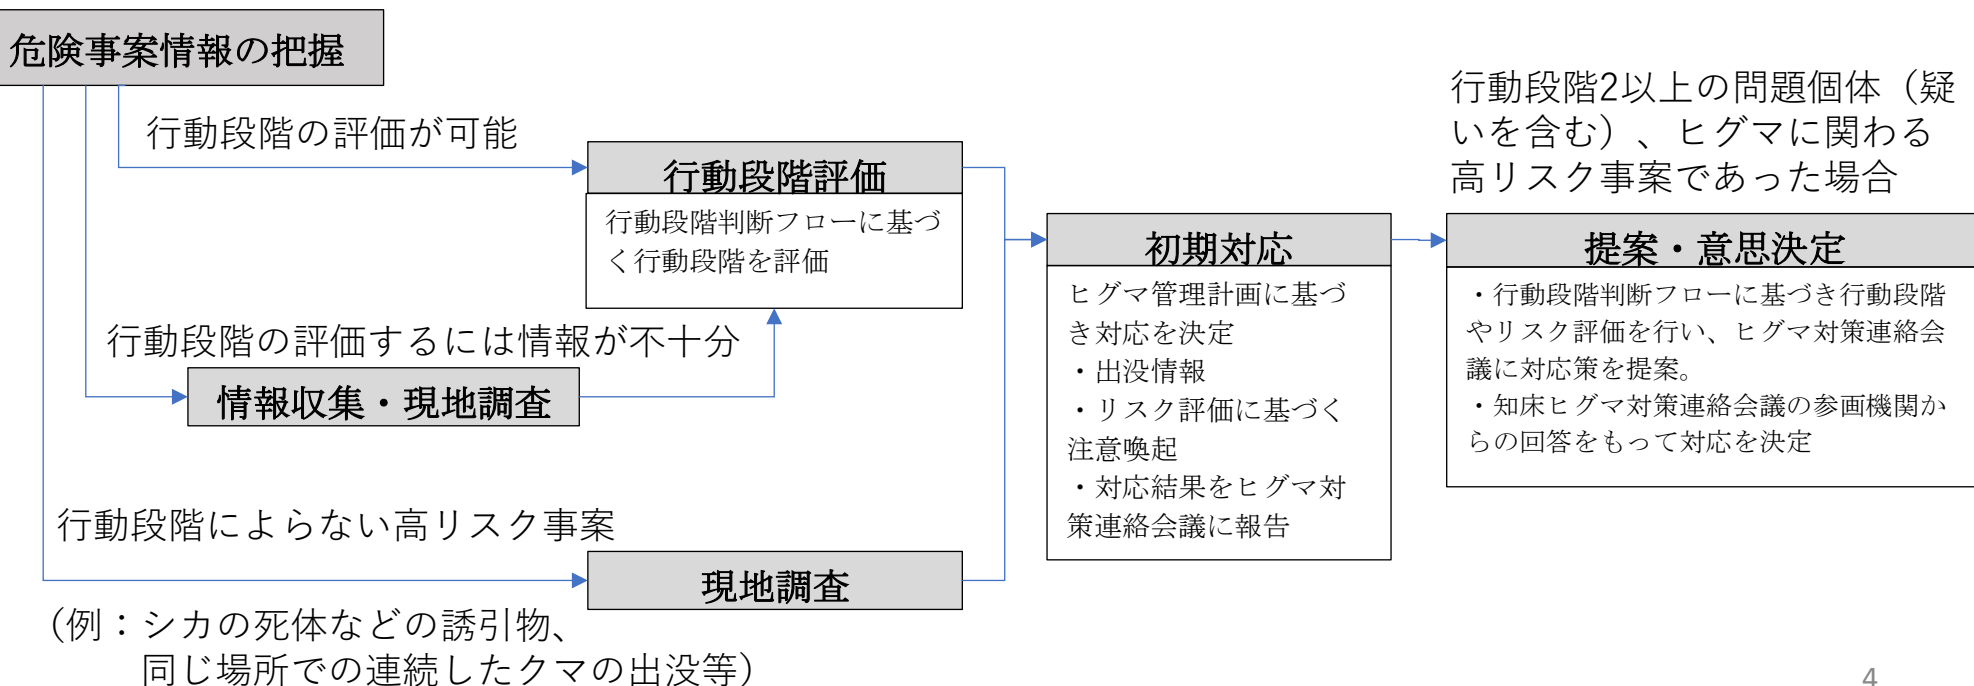 危険事案情報の把握
行動段階の評価が可能
行動段階評価
行動段階判断フローに基づ
く行動段階を評価
行動段階の評価するには情報が不十分
情報収集・現地調査
行動段階によらない高リスク事案
現地調査
（例：シカの死体などの誘引物、
同じ場所での連続したクマの出没等）
初期対応
ヒグマ管理計画に基づ
き対応を決定
・出没情報
・リスク評価に基づく
注意喚起
・対応結果をヒグマ対
策連絡会議に報告
行動段階2以上の問題個体（疑
いを含む）、ヒグマに関わる
高リスク事案であった場合
提案・意思決定
・行動段階判断フローに基づき行動段階
やリスク評価を行い、ヒグマ対策連絡会
議に対応策を提案。
・知床ヒグマ対策連絡会議の参画機関か
らの回答をもって対応を決定
4